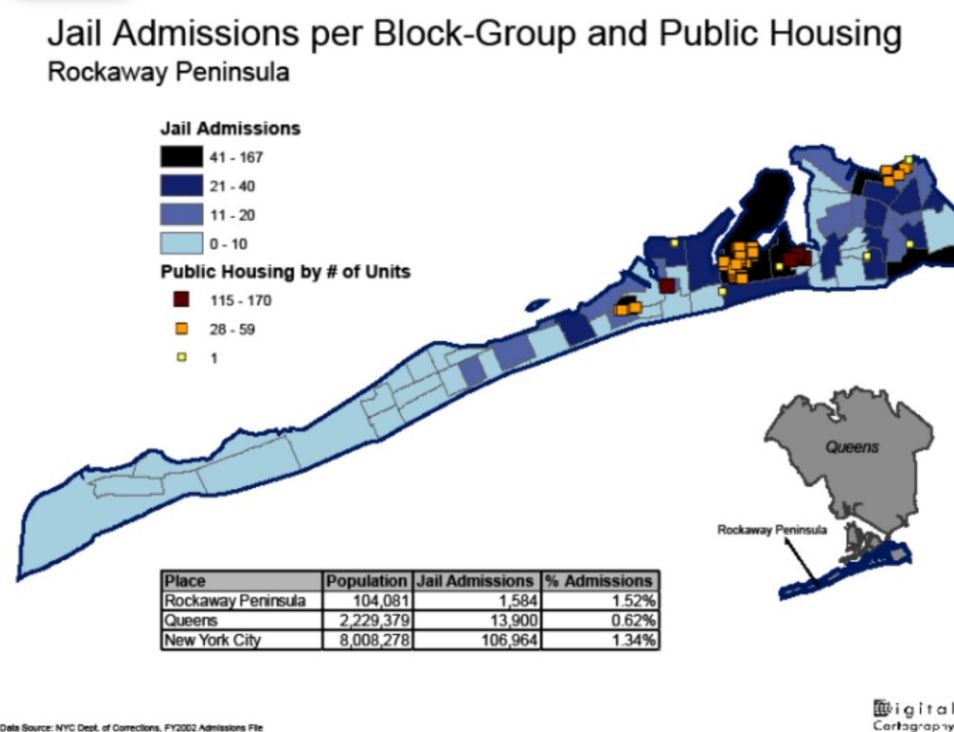 Jail Admissions per Block-Group and Public Housing
Rockaway Peninsula
Jail Admissions
41 - 167
21 - 40
11 - 20
0 - 10
Public Housing by # of Units
115 - 170
28 - 59
1
Queens
Rockaway Peninsula
Place Population Jail Admissions % Admissions
Rockaway Peninsula 104,081 1,584 1.52%
Queens 2,229,379 13,900 0.62%
New York City 8,008,278 106,964 1.34%
Digital
Cartography
Data Source: NYC Dept. of Corrections, FY2002 Admissions File